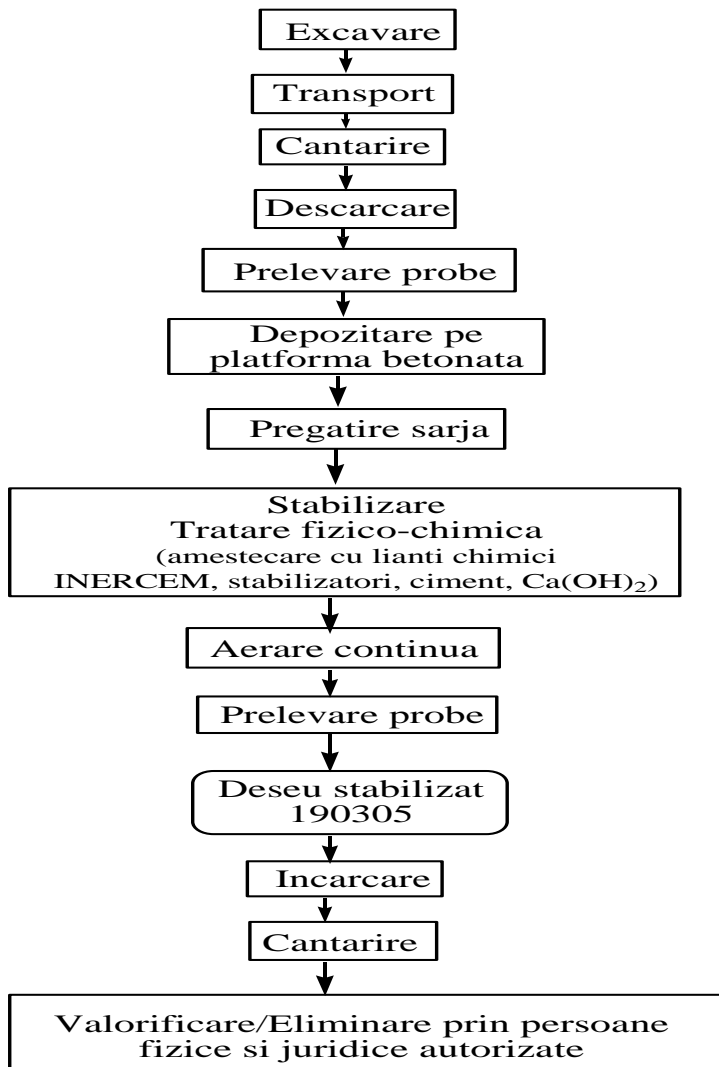 Excavare
Transport
Cantarire
Descarcare
Prelevare probe
Depozitare pe
platforma betonata
Pregatire sarja
Stabilizare
Tratare fizico-chimica
(amestecare cu lianti chimici
INERCEM, stabilizatori, ciment, Ca(OH)₂)
Aerare continua
Prelevare probe
Deseu stabilizat
190305
Incarcare
Cantarire
Valorificare/Eliminare prin persoane
fizice si juridice autorizate